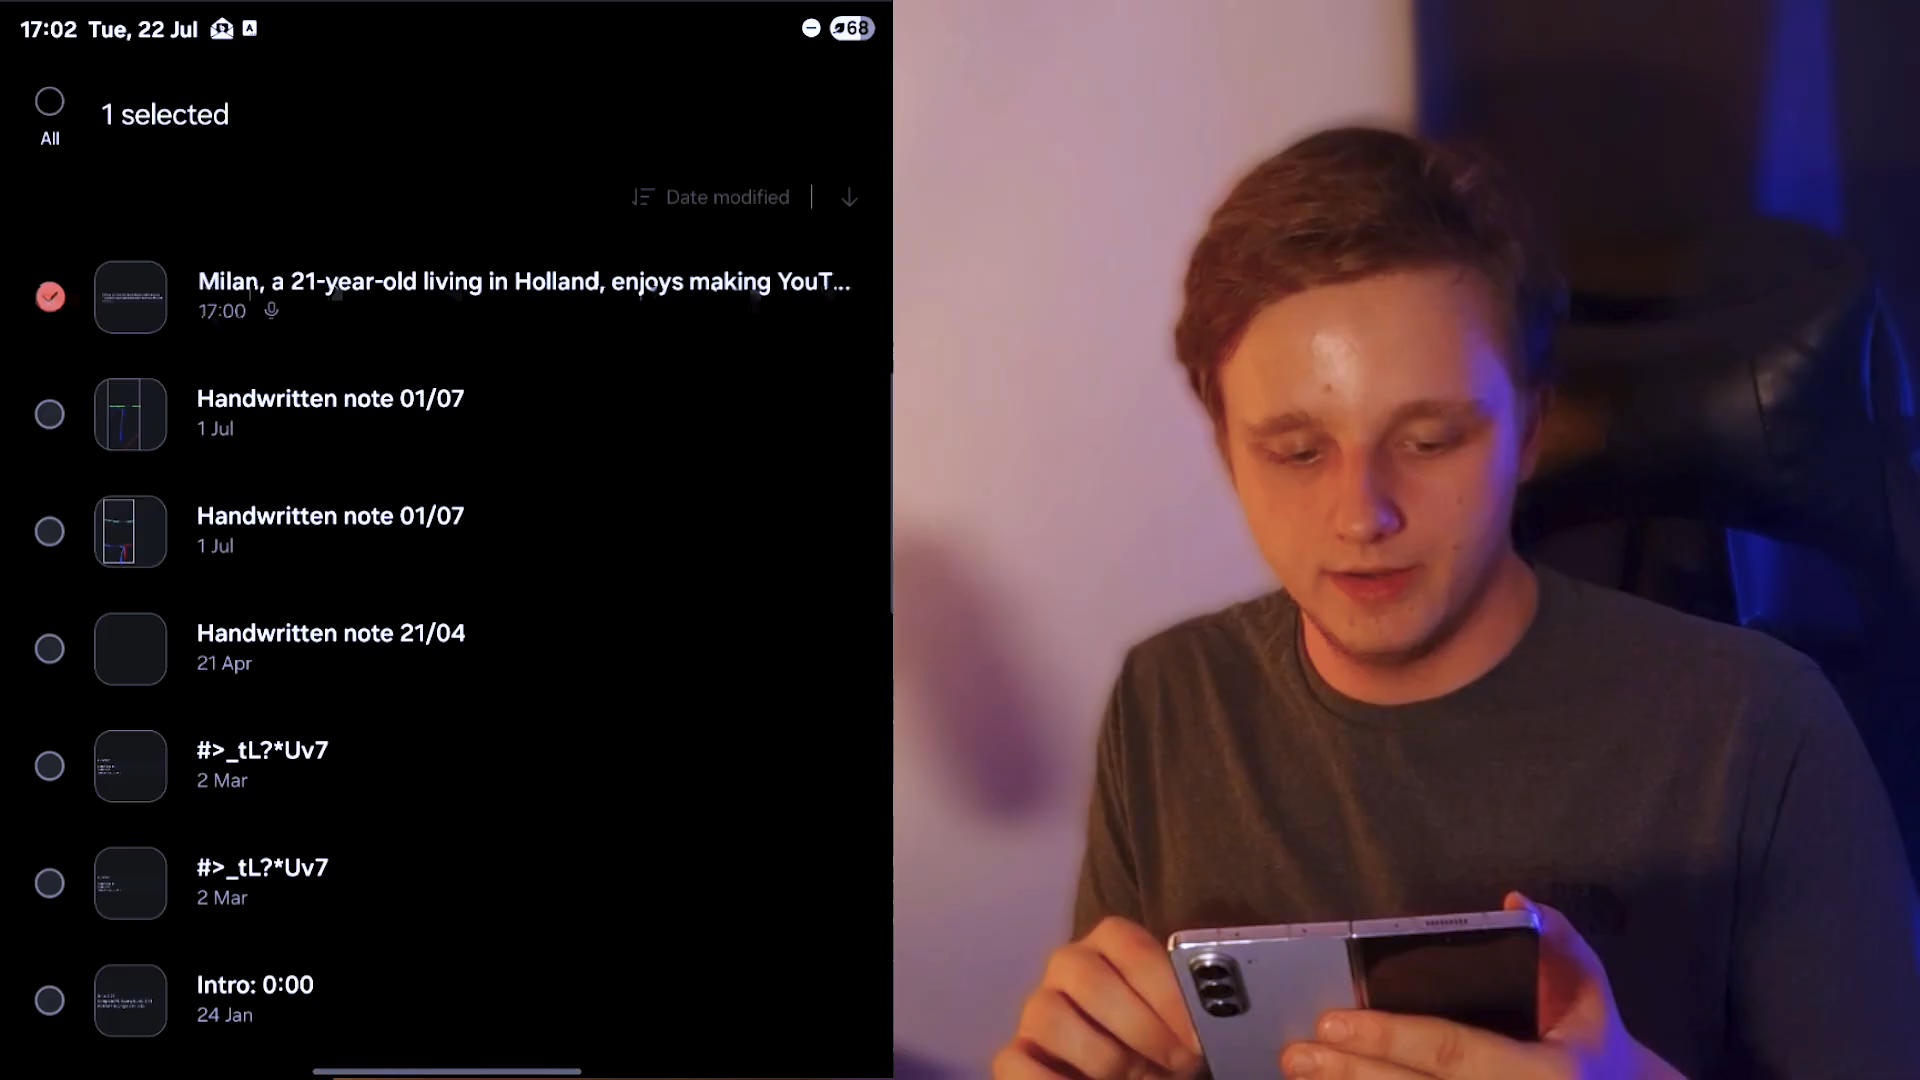 17:02 Tue, 22 Jul
68
1 selected
All
Date modified
Milan, a 21-year-old living in Holland, enjoys making YouT...
17:00
Handwritten note 01/07
1 Jul
Handwritten note 01/07
1 Jul
Handwritten note 21/04
21 Apr
#>_tL?*Uv7
2 Mar
#>_tL?*Uv7
2 Mar
Intro: 0:00
24 Jan